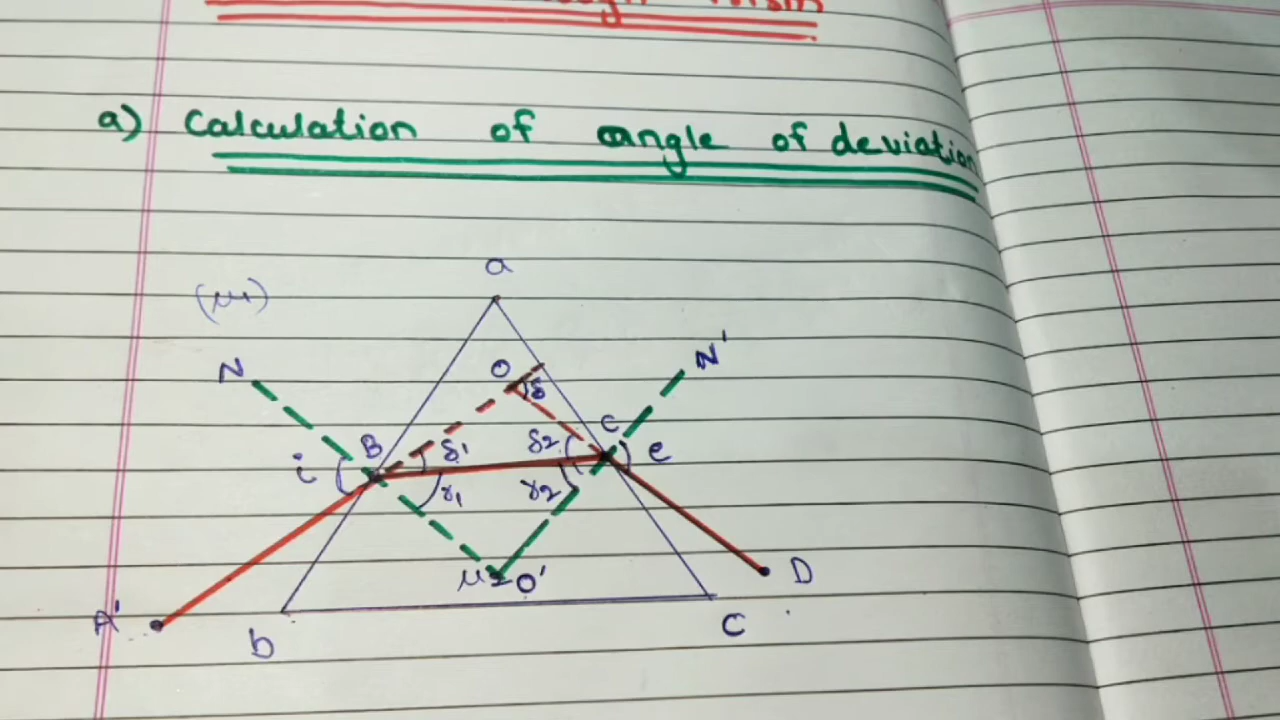 a) Calculation of angle of deviation
a
(μ1)
N
N'
O
δ
B
δ1
δ2
C
e
i
r1
r2
μ2
O'
A'
D
b
c